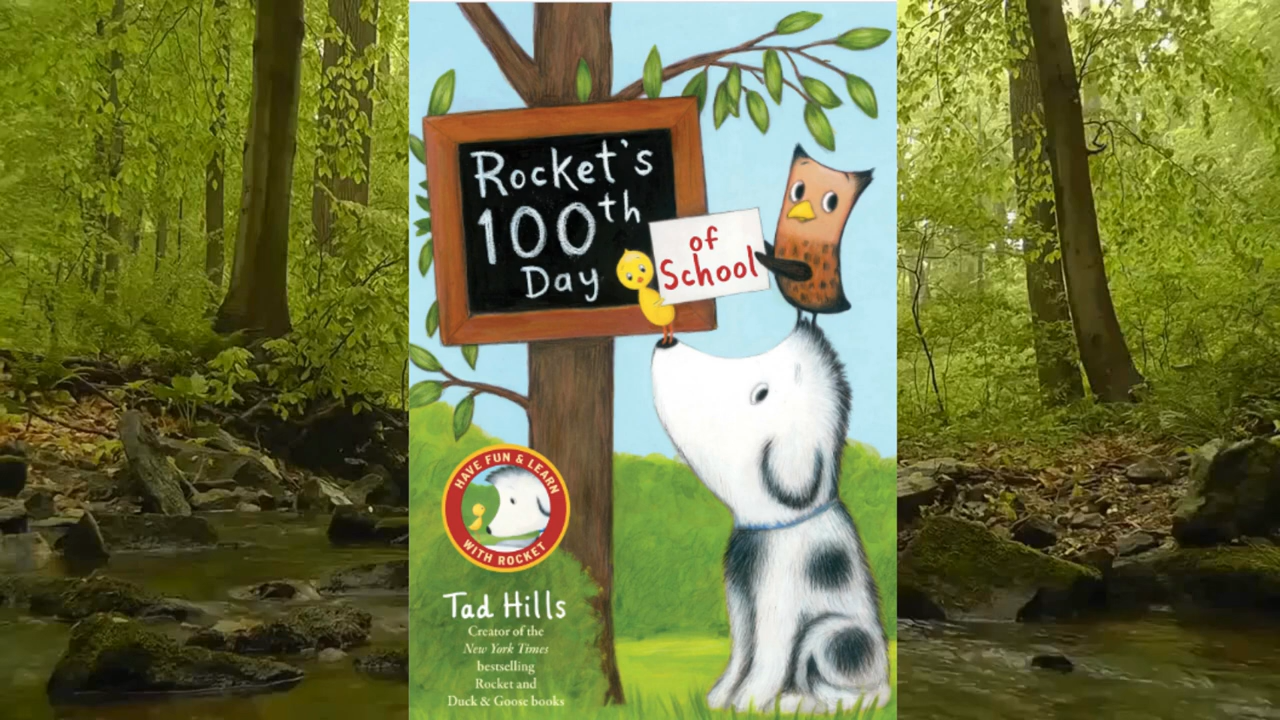 Rocket's
100th
Day
of
School
HAVE FUN & LEARN
WITH ROCKET
Tad Hills
Creator of the
New York Times
bestselling
Rocket and
Duck & Goose books